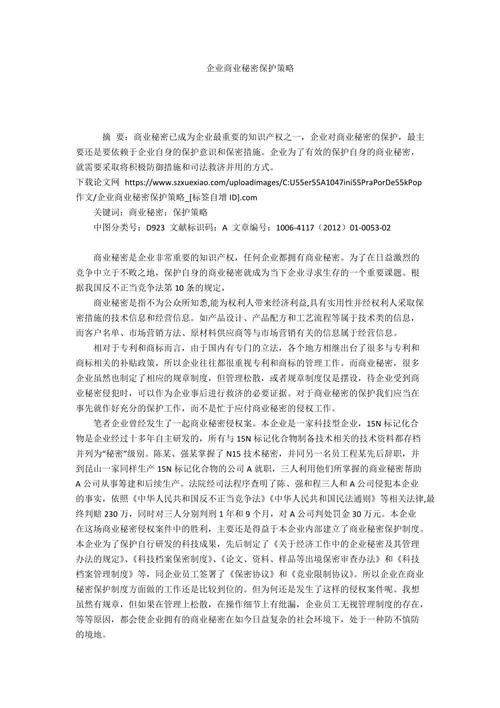 企业商业秘密保护策略
摘 要：商业秘密已成为企业最重要的知识产权之一，企业对商业秘密的保护，最主
要还是要依赖于企业自身的保护意识和保密措施。企业为了有效的保护自身的商业秘密，
就需要采取将积极防御措施和司法救济并用的方式。
下载论文网 https://www.szxuexiao.com/uploadimages/C:U55er55A1047ini55PraPorDe55kPop
作文/企业商业秘密保护策略_[标签自增 ID].com
关键词：商业秘密；保护策略
中图分类号：D923 文献标识码：A 文章编号：1006-4117（2012）01-0053-02
商业秘密是企业非常重要的知识产权，任何企业都拥有商业秘密。为了在日益激烈的
竞争中立于不败之地，保护自身的商业秘密就成为当下企业寻求生存的一个重要课题。根
据我国反不正当竞争法第 10 条的规定，
商业秘密是指不为公众所知悉,能为权利人带来经济利益,具有实用性并经权利人采取保
密措施的技术信息和经营信息。如产品设计、产品配方和工艺流程等属于技术类的信息，
而客户名单、市场营销方法、原材料供应商等与市场营销有关的信息属于经营信息。
相对于专利和商标而言，由于国内有专门的立法，各个地方相继出台了很多与专利和
商标相关的补贴政策，所以企业往往都很重视专利和商标的管理工作。而商业秘密，很多
企业虽然也制定了相应的规章制度，但管理松散，或者规章制度仅是摆设，待企业受到商
业秘密侵犯时，可以作为企业事后进行救济的必要证据。对于商业秘密的保护我们应当在
事先就作好充分的保护工作，而不是忙于应付商业秘密的侵权工作。
笔者企业曾经发生了一起商业秘密侵权案。本企业是一家科技型企业，15N 标记化合
物是企业经过十多年自主研发的，所有与 15N 标记化合物制备技术相关的技术资料都存档
并列为“秘密”级别。陈某、强某掌握了 N15 技术秘密，并同另一名员工程某先后辞职，并
到昆山一家同样生产 15N 标记化合物的公司 A 就职，三人利用他们所掌握的商业秘密帮助
A 公司从事筹建和后续生产。法院经司法程序查明了陈、强和程三人和 A 公司侵犯本企业
的事实，依照《中华人民共和国反不正当竞争法》《中华人民共和国民法通则》等相关法律,最
终判赔 230 万，同时对三人分别判刑 1 年和 9 个月，对 A 公司判处罚金 30 万元。本企业
在这场商业秘密侵权案件中的胜利，主要还是得益于本企业内部建立了商业秘密保护制度。
本企业为了保护自行研发的科技成果，先后制定了《关于经济工作中的企业秘密及其管理
办法的规定》、《科技档案保密制度》、《论文、资料、样品等出境保密审查办法》和《科技
档案管理制度》等，同企业员工签署了《保密协议》和《竞业限制协议》。所以企业在商业
秘密保护制度方面做的工作还是比较到位的。但为何还是发生了这样的侵权案件呢。我想
虽然有规章，但如果在管理上松散，在操作细节上有纰漏，企业员工无视管理制度的存在，
等等原因，都会使企业拥有的商业秘密在如今日益复杂的社会环境下，处于一种防不慎防
的境地。